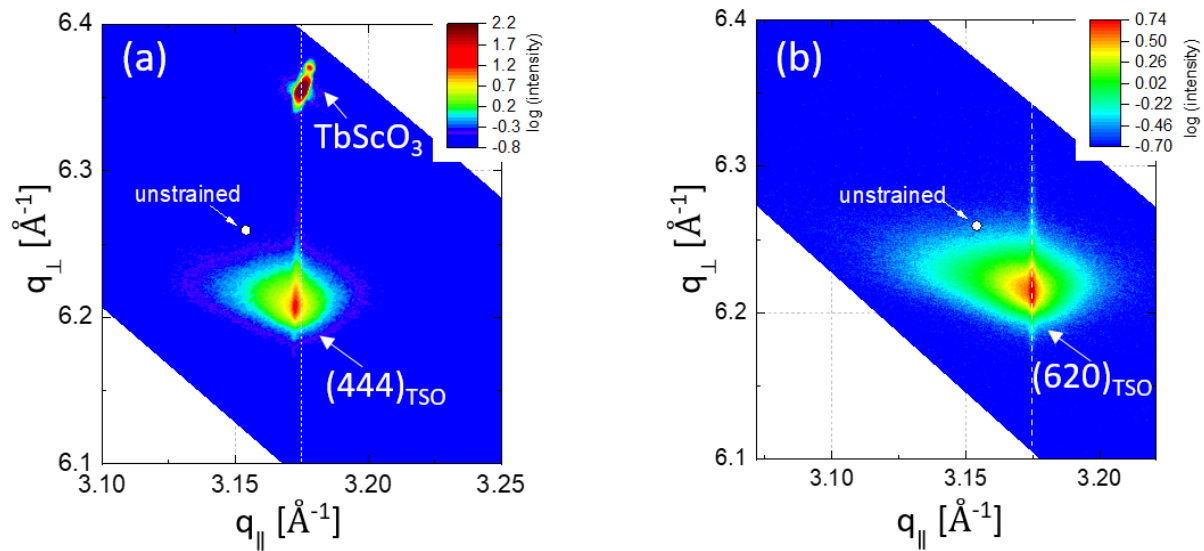 (a)
6.4
6.3
6.2
6.1
q⊥ [Å⁻¹]
3.10
3.15
3.20
3.25
q∥ [Å⁻¹]
2.2
1.7
1.2
0.7
0.2
-0.3
-0.8
log (intensity)
TbScO₃
unstrained
(444)TSO
(b)
6.4
6.3
6.2
6.1
q⊥ [Å⁻¹]
3.10
3.15
3.20
q∥ [Å⁻¹]
0.74
0.50
0.26
0.02
-0.22
-0.46
-0.70
log (intensity)
unstrained
(620)TSO